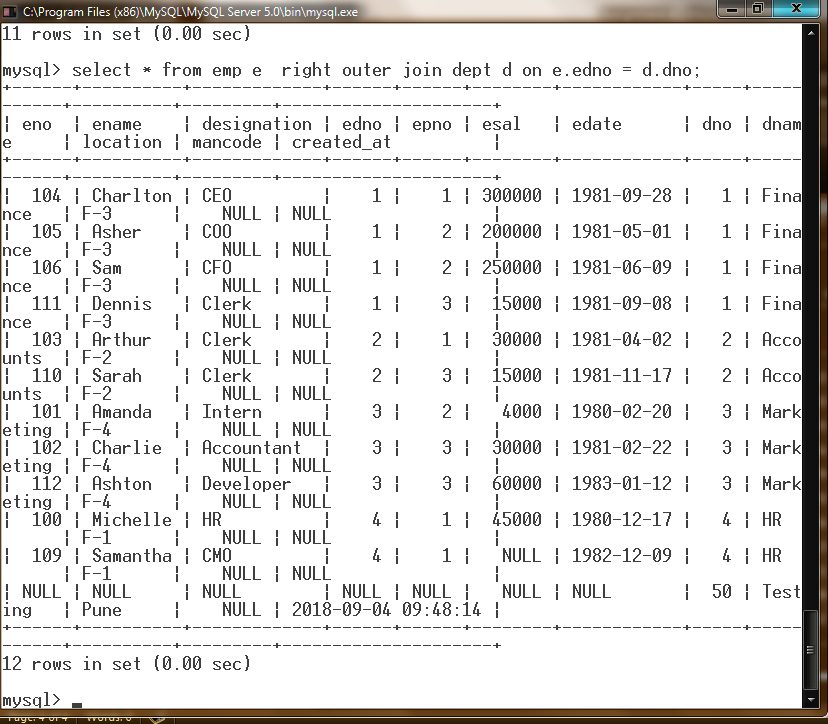 C:\Program Files (x86)\MySQL\MySQL Server 5.0\bin\mysql.exe
11 rows in set (0.00 sec)
mysql> select * from emp e  right outer join dept d on e.edno = d.dno;
+------+-----------+-------------+------+------+--------+------------+------+-----
------+----------+---------+---------------------+
| eno  | ename     | designation | edno | epno | esal   | edate      | dno | dnam
e     | location | mancode | created_at          |
+------+-----------+-------------+------+------+--------+------------+------+-----
------+----------+---------+---------------------+
|  104 | Charlton | CEO         |    1 |    1 | 300000 | 1981-09-28 |   1 | Fina
nce   | F-3      |    NULL | NULL                |
|  105 | Asher    | COO         |    1 |    2 | 200000 | 1981-05-01 |   1 | Fina
nce   | F-3      |    NULL | NULL                |
|  106 | Sam      | CFO         |    1 |    2 | 250000 | 1981-06-09 |   1 | Fina
nce   | F-3      |    NULL | NULL                |
|  111 | Dennis   | Clerk       |    1 |    3 |  15000 | 1981-09-08 |   1 | Fina
nce   | F-3      |    NULL | NULL                |
|  103 | Arthur   | Clerk       |    2 |    1 |  30000 | 1981-04-02 |   2 | Acco
unts  | F-2      |    NULL | NULL                |
|  110 | Sarah    | Clerk       |    2 |    3 |  15000 | 1981-11-17 |   2 | Acco
unts  | F-2      |    NULL | NULL                |
|  101 | Amanda   | Intern      |    3 |    2 |   4000 | 1980-02-20 |   3 | Mark
eting | F-4      |    NULL | NULL                |
|  102 | Charlie  | Accountant  |    3 |    3 |  30000 | 1981-02-22 |   3 | Mark
eting | F-4      |    NULL | NULL                |
|  112 | Ashton   | Developer   |    3 |    3 |  60000 | 1983-01-12 |   3 | Mark
eting | F-4      |    NULL | NULL                |
|  100 | Michelle | HR          |    4 |    1 |  45000 | 1980-12-17 |   4 | HR
      | F-1      |    NULL | NULL                |
|  109 | Samantha | CMO         |    4 |    1 |   NULL | 1982-12-09 |   4 | HR
      | F-1      |    NULL | NULL                |
| NULL | NULL     | NULL        | NULL | NULL |   NULL | NULL       |  50 | Test
ing   | Pune     |    NULL | 2018-09-04 09:48:14 |
+------+-----------+-------------+------+------+--------+------------+------+-----
------+----------+---------+---------------------+
12 rows in set (0.00 sec)
mysql> _
Page: 4 of 4   Words: 0